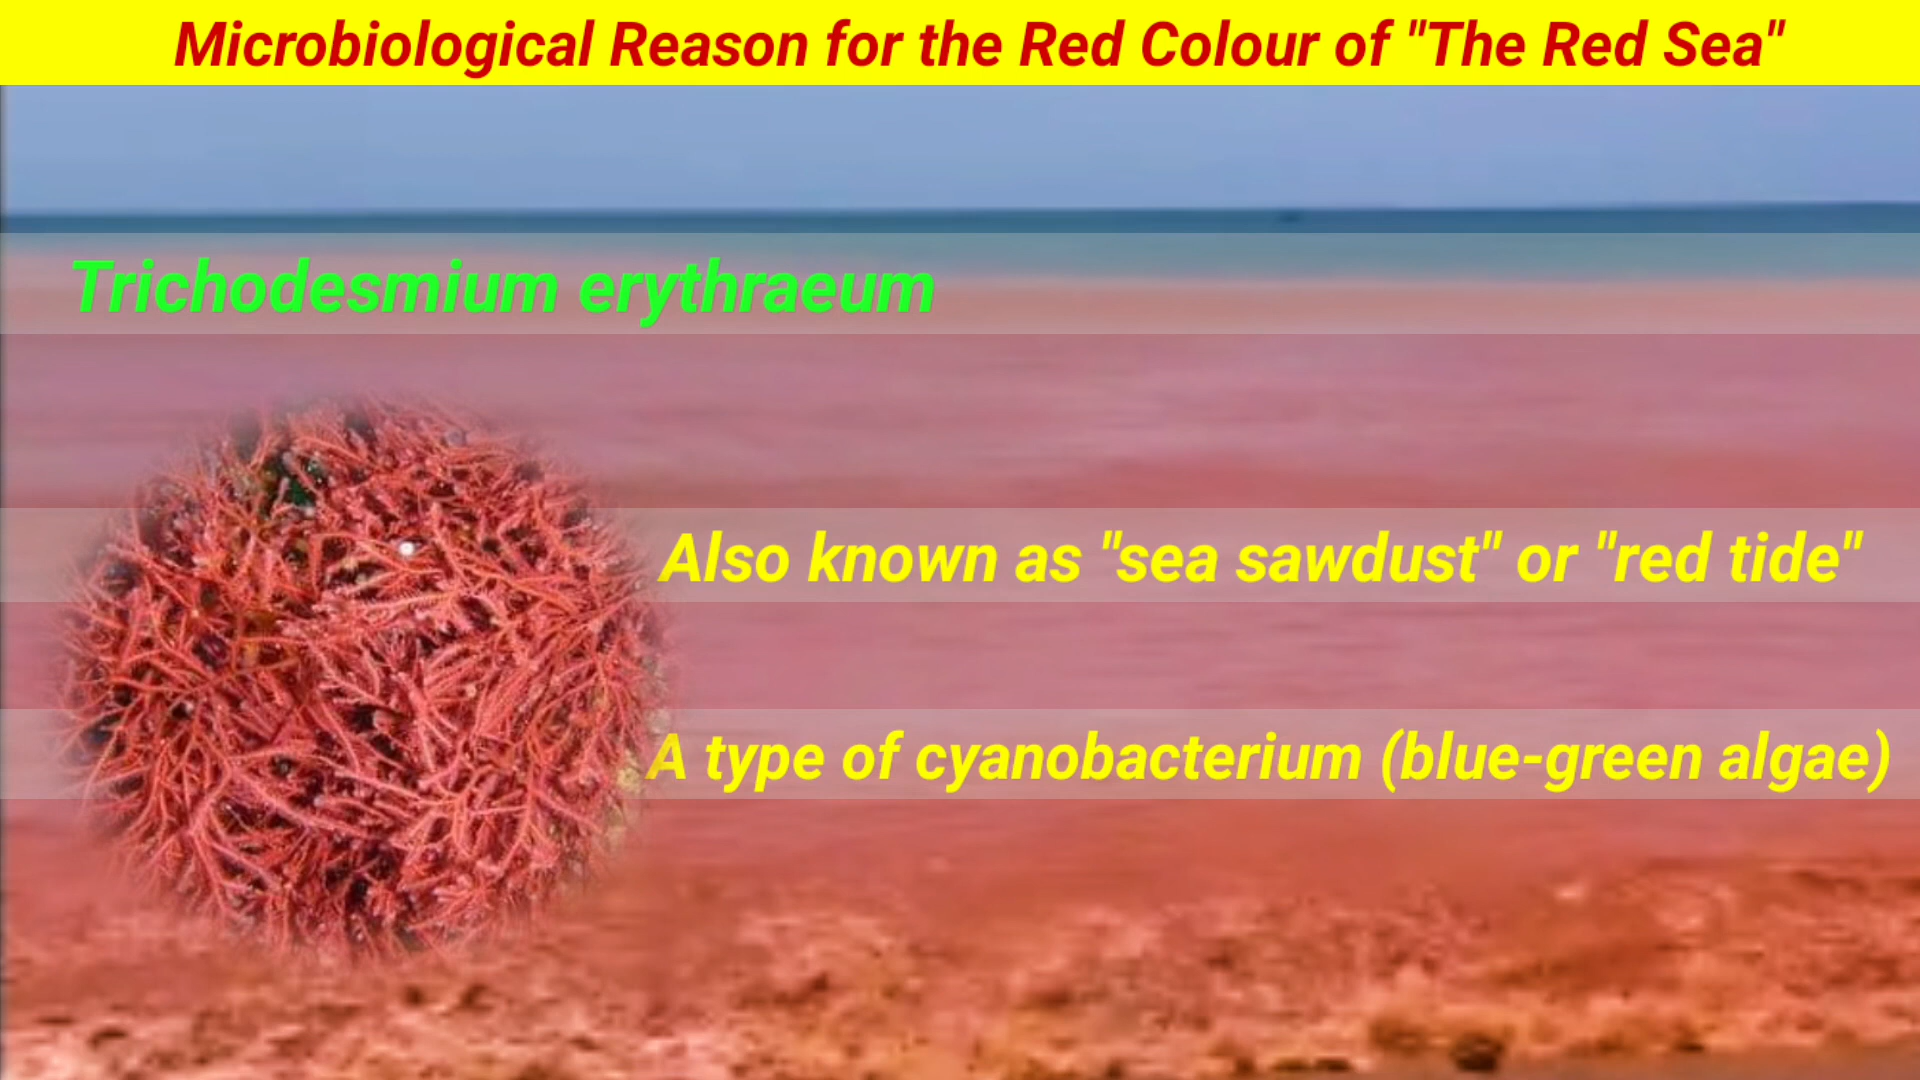 Microbiological Reason for the Red Colour of "The Red Sea"
Trichodesmium erythraeum
Also known as "sea sawdust" or "red tide"
A type of cyanobacterium (blue-green algae)